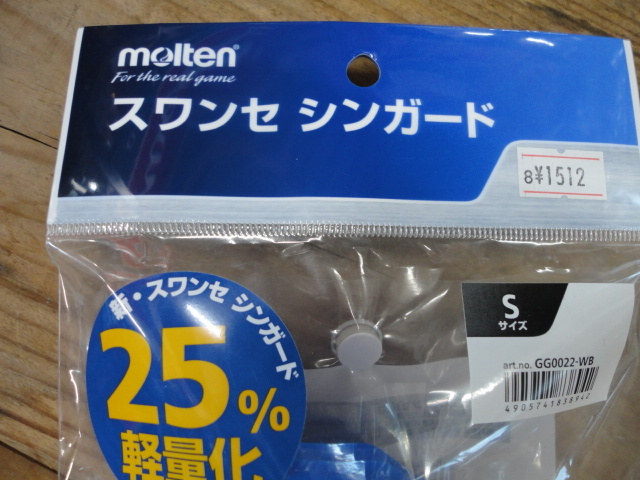 molten
For the real game
スワンセ シンガード
8¥1512
新・スワンセ シンガード
25%
軽量化
S
サイズ
art.no. GG0022-WB
4905741838942